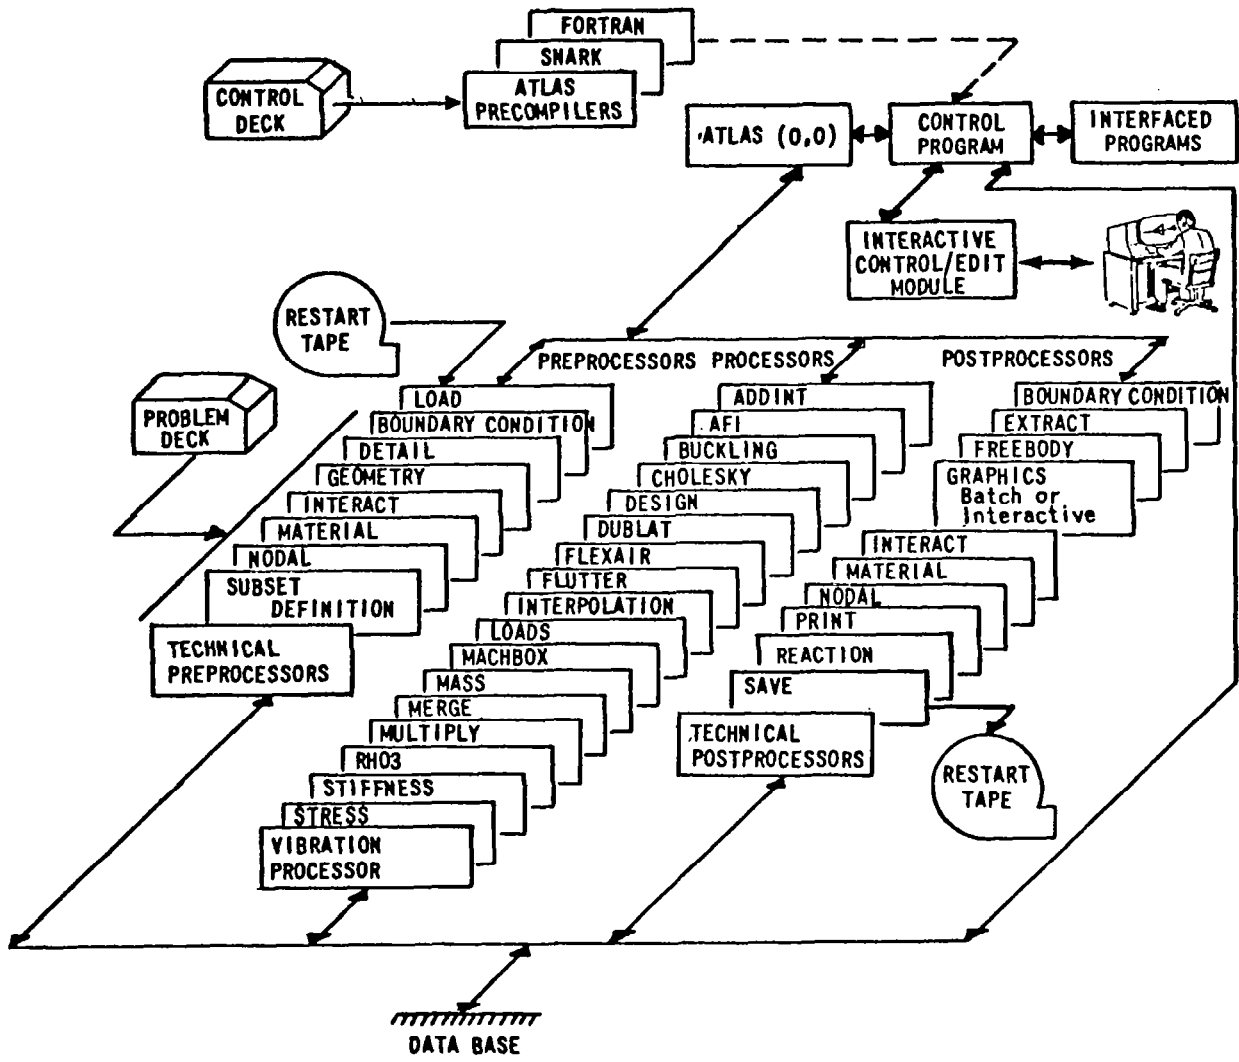 FORTRAN
SNARK
ATLAS
PRECOMPILERS
CONTROL
DECK
ATLAS (0,0)
CONTROL
PROGRAM
INTERFACED
PROGRAMS
INTERACTIVE
CONTROL/EDIT
MODULE
RESTART
TAPE
PROBLEM
DECK
PREPROCESSORS
LOAD
BOUNDARY CONDITION
DETAIL
GEOMETRY
INTERACT
MATERIAL
NODAL
SUBSET
DEFINITION
TECHNICAL
PREPROCESSORS
PROCESSORS
ADDINT
AFI
BUCKLING
CHOLESKY
DESIGN
DUBLAT
FLEXAIR
FLUTTER
INTERPOLATION
LOADS
MACHBOX
MASS
MERGE
MULTIPLY
RHO3
STIFFNESS
STRESS
VIBRATION
PROCESSOR
POSTPROCESSORS
BOUNDARY CONDITION
EXTRACT
FREEBODY
GRAPHICS
Batch or
Interactive
INTERACT
MATERIAL
NODAL
PRINT
REACTION
SAVE
TECHNICAL
POSTPROCESSORS
RESTART
TAPE
DATA BASE